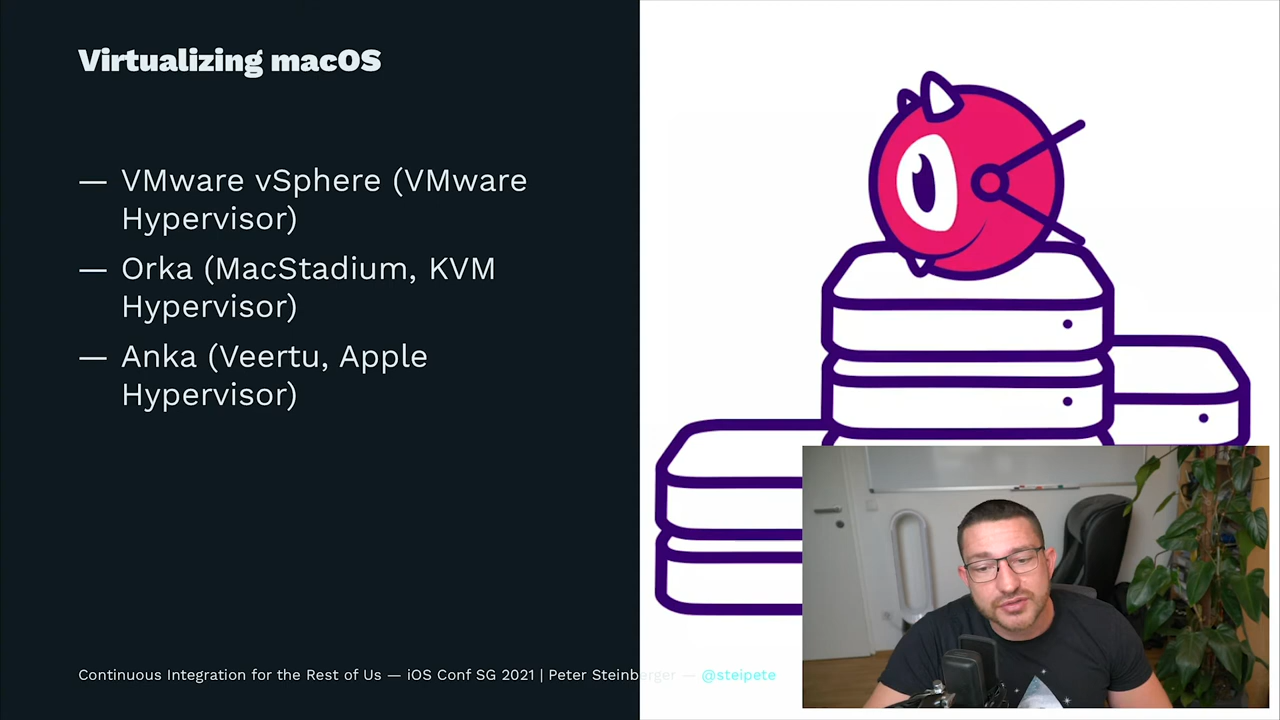 Virtualizing macOS
— VMware vSphere (VMware
Hypervisor)
— Orka (MacStadium, KVM
Hypervisor)
— Anka (Veertu, Apple
Hypervisor)
Continuous Integration for the Rest of Us — iOS Conf SG 2021 | Peter Steinberger — @steipete